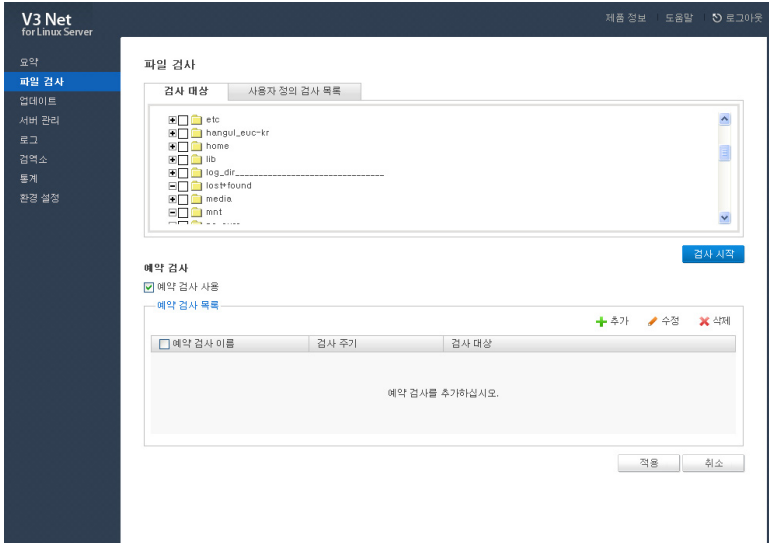 V3 Net
for Linux Server
제품 정보
도움말
로그아웃
요약
파일 검사
업데이트
서버 관리
로그
검역소
통계
환경 설정
파일 검사
검사 대상
사용자 정의 검사 목록
etc
hangul_euc-kr
home
lib
log_dir_________________________________
lost+found
media
mnt
검사 시작
예약 검사
예약 검사 사용
예약 검사 목록
추가
수정
삭제
예약 검사 이름
검사 주기
검사 대상
예약 검사를 추가하십시오.
적용
취소